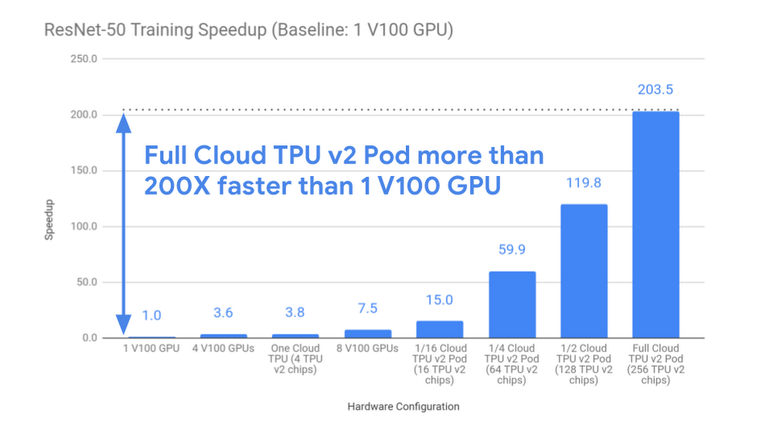 ResNet-50 Training Speedup (Baseline: 1 V100 GPU)
250.0
200.0
150.0
100.0
50.0
0.0
Speedup
Full Cloud TPU v2 Pod more than
200X faster than 1 V100 GPU
1.0
3.6
3.8
7.5
15.0
59.9
119.8
203.5
1 V100 GPU
4 V100 GPUs
One Cloud
TPU (4 TPU
v2 chips)
8 V100 GPUs
1/16 Cloud
TPU v2 Pod
(16 TPU v2
chips)
1/4 Cloud
TPU v2 Pod
(64 TPU v2
chips)
1/2 Cloud
TPU v2 Pod
(128 TPU v2
chips)
Full Cloud
TPU v2 Pod
(256 TPU v2
chips)
Hardware Configuration